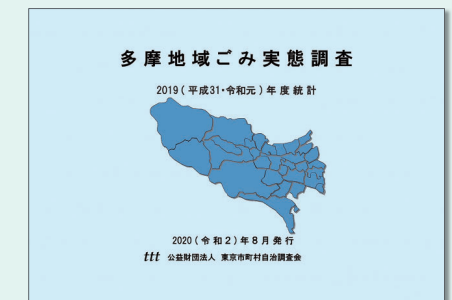 多摩地域ごみ実態調査
2019(平成31・令和元)年度統計
2020(令和2)年8月発行
ttt 公益財団法人 東京市町村自治調査会